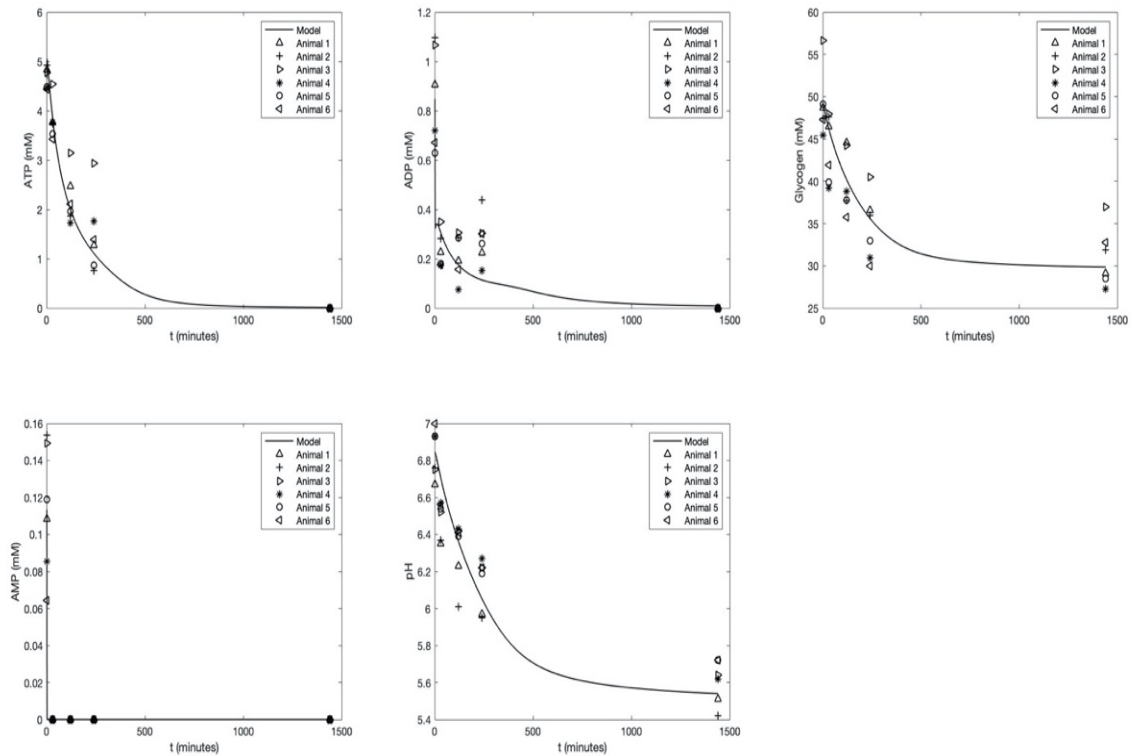 6
5
4
3
2
1
0
ATP (mM)
0
500
1000
1500
t (minutes)
Model
Animal 1
Animal 2
Animal 3
Animal 4
Animal 5
Animal 6
1.2
1
0.8
0.6
0.4
0.2
0
ADP (mM)
0
500
1000
1500
t (minutes)
Model
Animal 1
Animal 2
Animal 3
Animal 4
Animal 5
Animal 6
60
55
50
45
40
35
30
25
Glycogen (mM)
0
500
1000
1500
t (minutes)
Model
Animal 1
Animal 2
Animal 3
Animal 4
Animal 5
Animal 6
0.16
0.14
0.12
0.1
0.08
0.06
0.04
0.02
0
AMP (mM)
0
500
1000
1500
t (minutes)
Model
Animal 1
Animal 2
Animal 3
Animal 4
Animal 5
Animal 6
7
6.8
6.6
6.4
6.2
6
5.8
5.6
5.4
pH
0
500
1000
1500
t (minutes)
Model
Animal 1
Animal 2
Animal 3
Animal 4
Animal 5
Animal 6